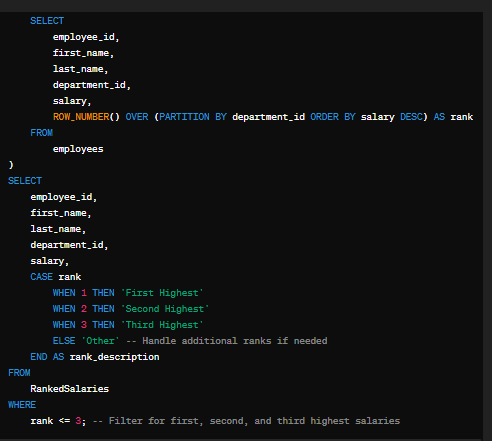 SELECT
employee_id,
first_name,
last_name,
department_id,
salary,
ROW_NUMBER() OVER (PARTITION BY department_id ORDER BY salary DESC) AS rank
FROM
employees
)
SELECT
employee_id,
first_name,
last_name,
department_id,
salary,
CASE rank
WHEN 1 THEN 'First Highest'
WHEN 2 THEN 'Second Highest'
WHEN 3 THEN 'Third Highest'
ELSE 'Other' -- Handle additional ranks if needed
END AS rank_description
FROM
RankedSalaries
WHERE
rank <= 3; -- Filter for first, second, and third highest salaries